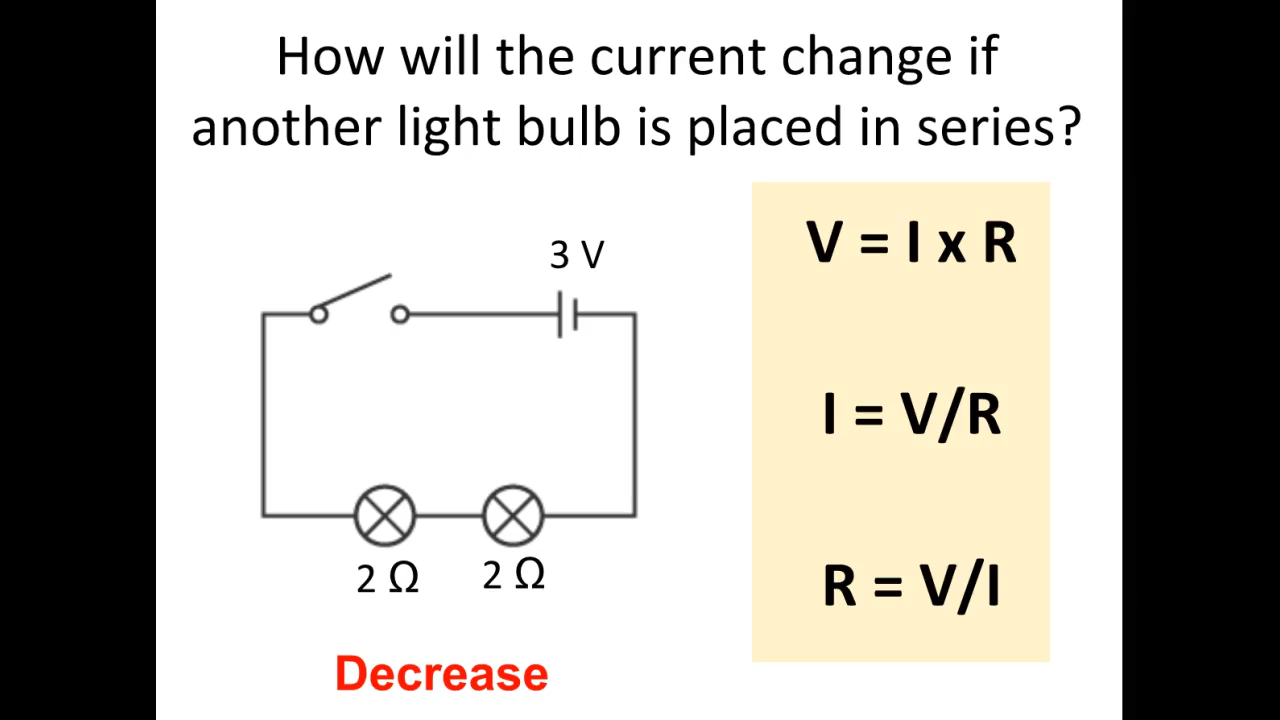 How will the current change if
another light bulb is placed in series?
3 V
2 Ω
2 Ω
Decrease
V = I x R
I = V/R
R = V/I